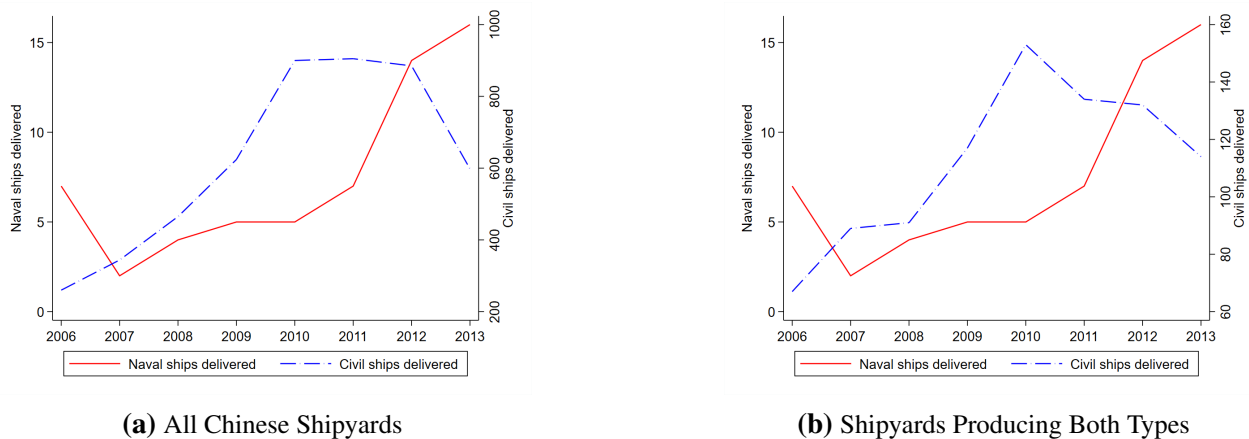 Naval ships delivered
15
10
5
0
1000
800
600
400
200
Civil ships delivered
2006 2007 2008 2009 2010 2011 2012 2013
Naval ships delivered Civil ships delivered
(a) All Chinese Shipyards
Naval ships delivered
15
10
5
0
160
140
120
100
80
60
Civil ships delivered
2006 2007 2008 2009 2010 2011 2012 2013
Naval ships delivered Civil ships delivered
(b) Shipyards Producing Both Types